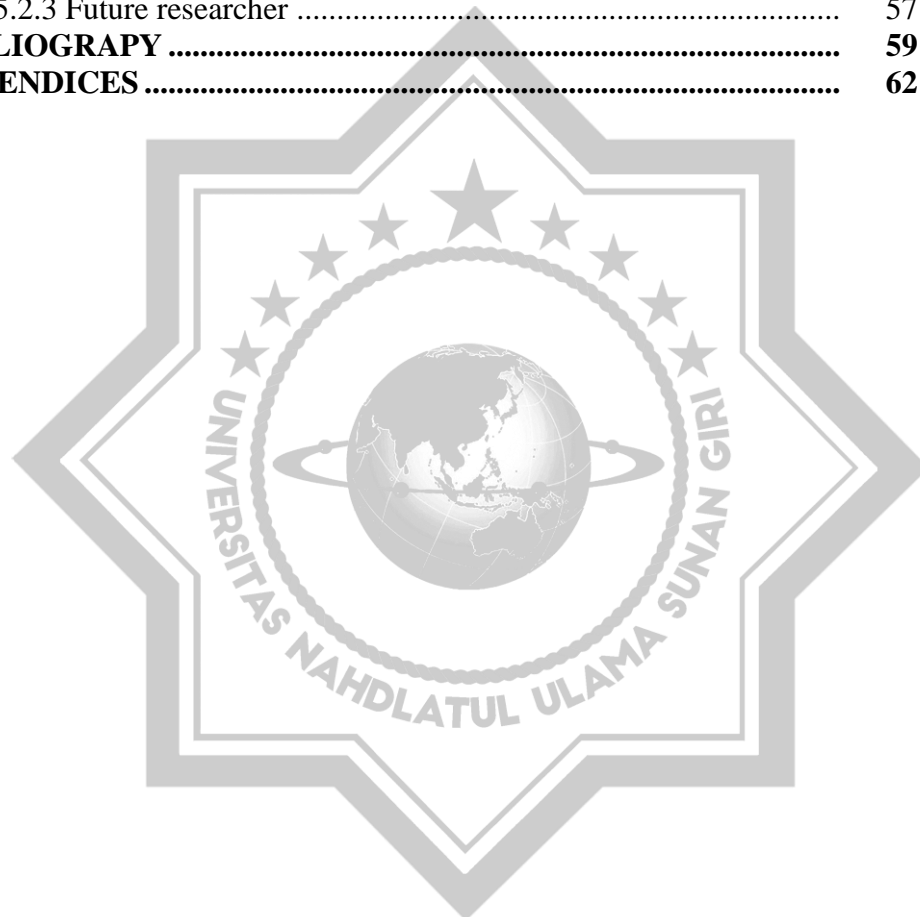 5.2.3 Future researcher ..................................................................... 57
LIOGRAPY ..................................................................................... 59
ENDICES ........................................................................................ 62
UNIVERSITAS NAHDLATUL ULAMA SUNAN GIRI